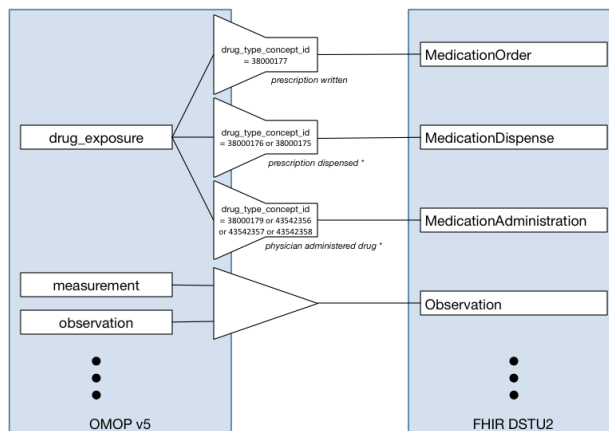 drug_type_concept_id
= 38000177
MedicationOrder
prescription written
drug_exposure
drug_type_concept_id
= 38000176 or 38000175
MedicationDispense
prescription dispensed *
drug_type_concept_id
= 38000179 or 43542356
or 43542357 or 43542358
MedicationAdministration
physician administered drug *
measurement
observation
Observation
OMOP v5
FHIR DSTU2